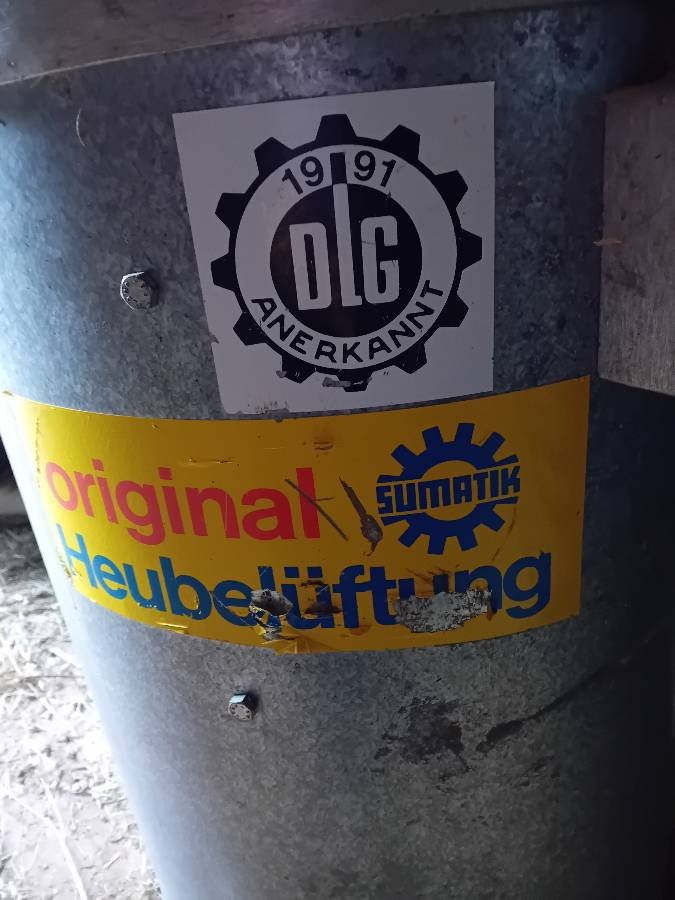 1991
DLG
ANERKANNT
original
SUMATIK
Heubelüftung